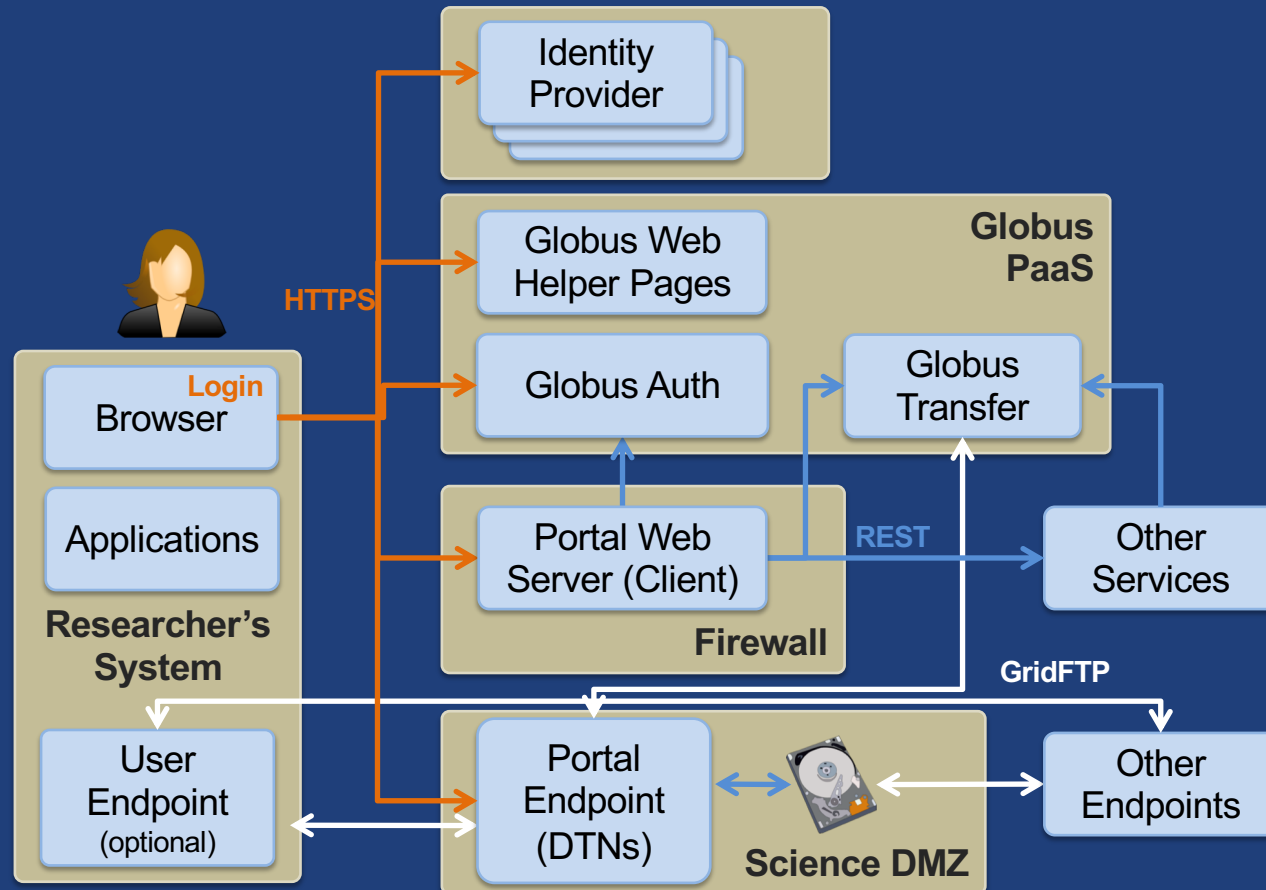 Identity
Provider
Globus
PaaS
Globus Web
Helper Pages
HTTPS
Login
Browser
Globus Auth
Globus
Transfer
Applications
Portal Web
Server (Client)
REST
Other
Services
Researcher’s
System
Firewall
GridFTP
User
Endpoint
(optional)
Portal
Endpoint
(DTNs)
Other
Endpoints
Science DMZ